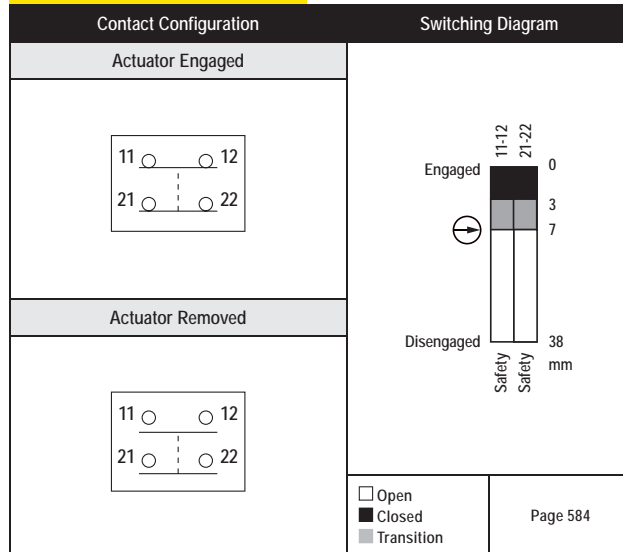 Contact Configuration
Switching Diagram
Actuator Engaged
11 12
21 22
Actuator Removed
11 12
21 22
11-12
21-22
Engaged
0
3
7
Disengaged
38
mm
Safety
Safety
Open
Closed
Transition
Page 584